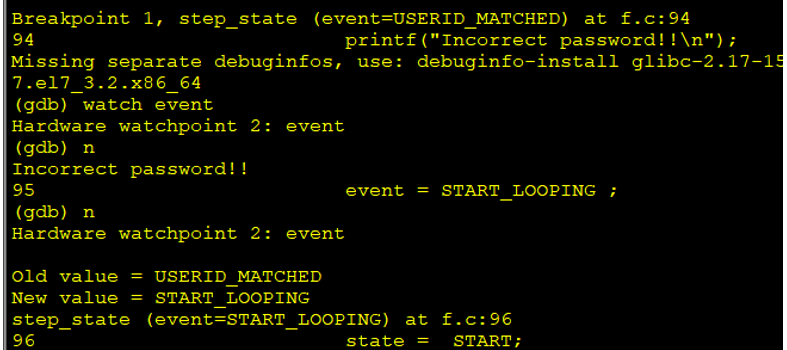 Breakpoint 1, step_state (event=USERID_MATCHED) at f.c:94
94                      printf("Incorrect password!!\n");
Missing separate debuginfos, use: debuginfo-install glibc-2.17-15
7.el7_3.2.x86_64
(gdb) watch event
Hardware watchpoint 2: event
(gdb) n
Incorrect password!!
95                      event = START_LOOPING ;
(gdb) n
Hardware watchpoint 2: event

Old value = USERID_MATCHED
New value = START_LOOPING
step_state (event=START_LOOPING) at f.c:96
96                      state =  START;